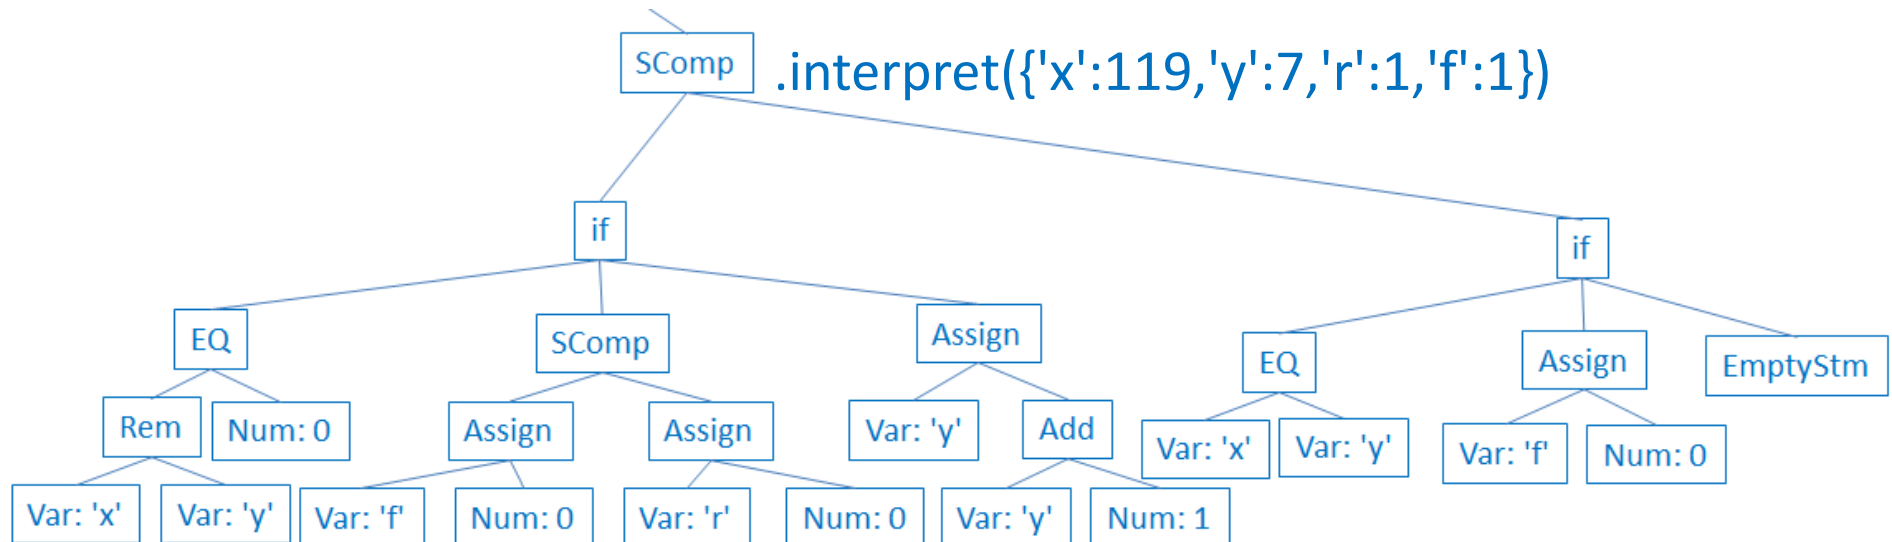 SComp .interpret({'x':119,'y':7,'r':1,'f':1})
if if
EQ SComp Assign EQ Assign EmptyStm
Rem Num: 0 Assign Assign Var: 'y' Add Var: 'x' Var: 'y' Var: 'f' Num: 0
Var: 'x' Var: 'y' Var: 'f' Num: 0 Var: 'r' Num: 0 Var: 'y' Num: 1